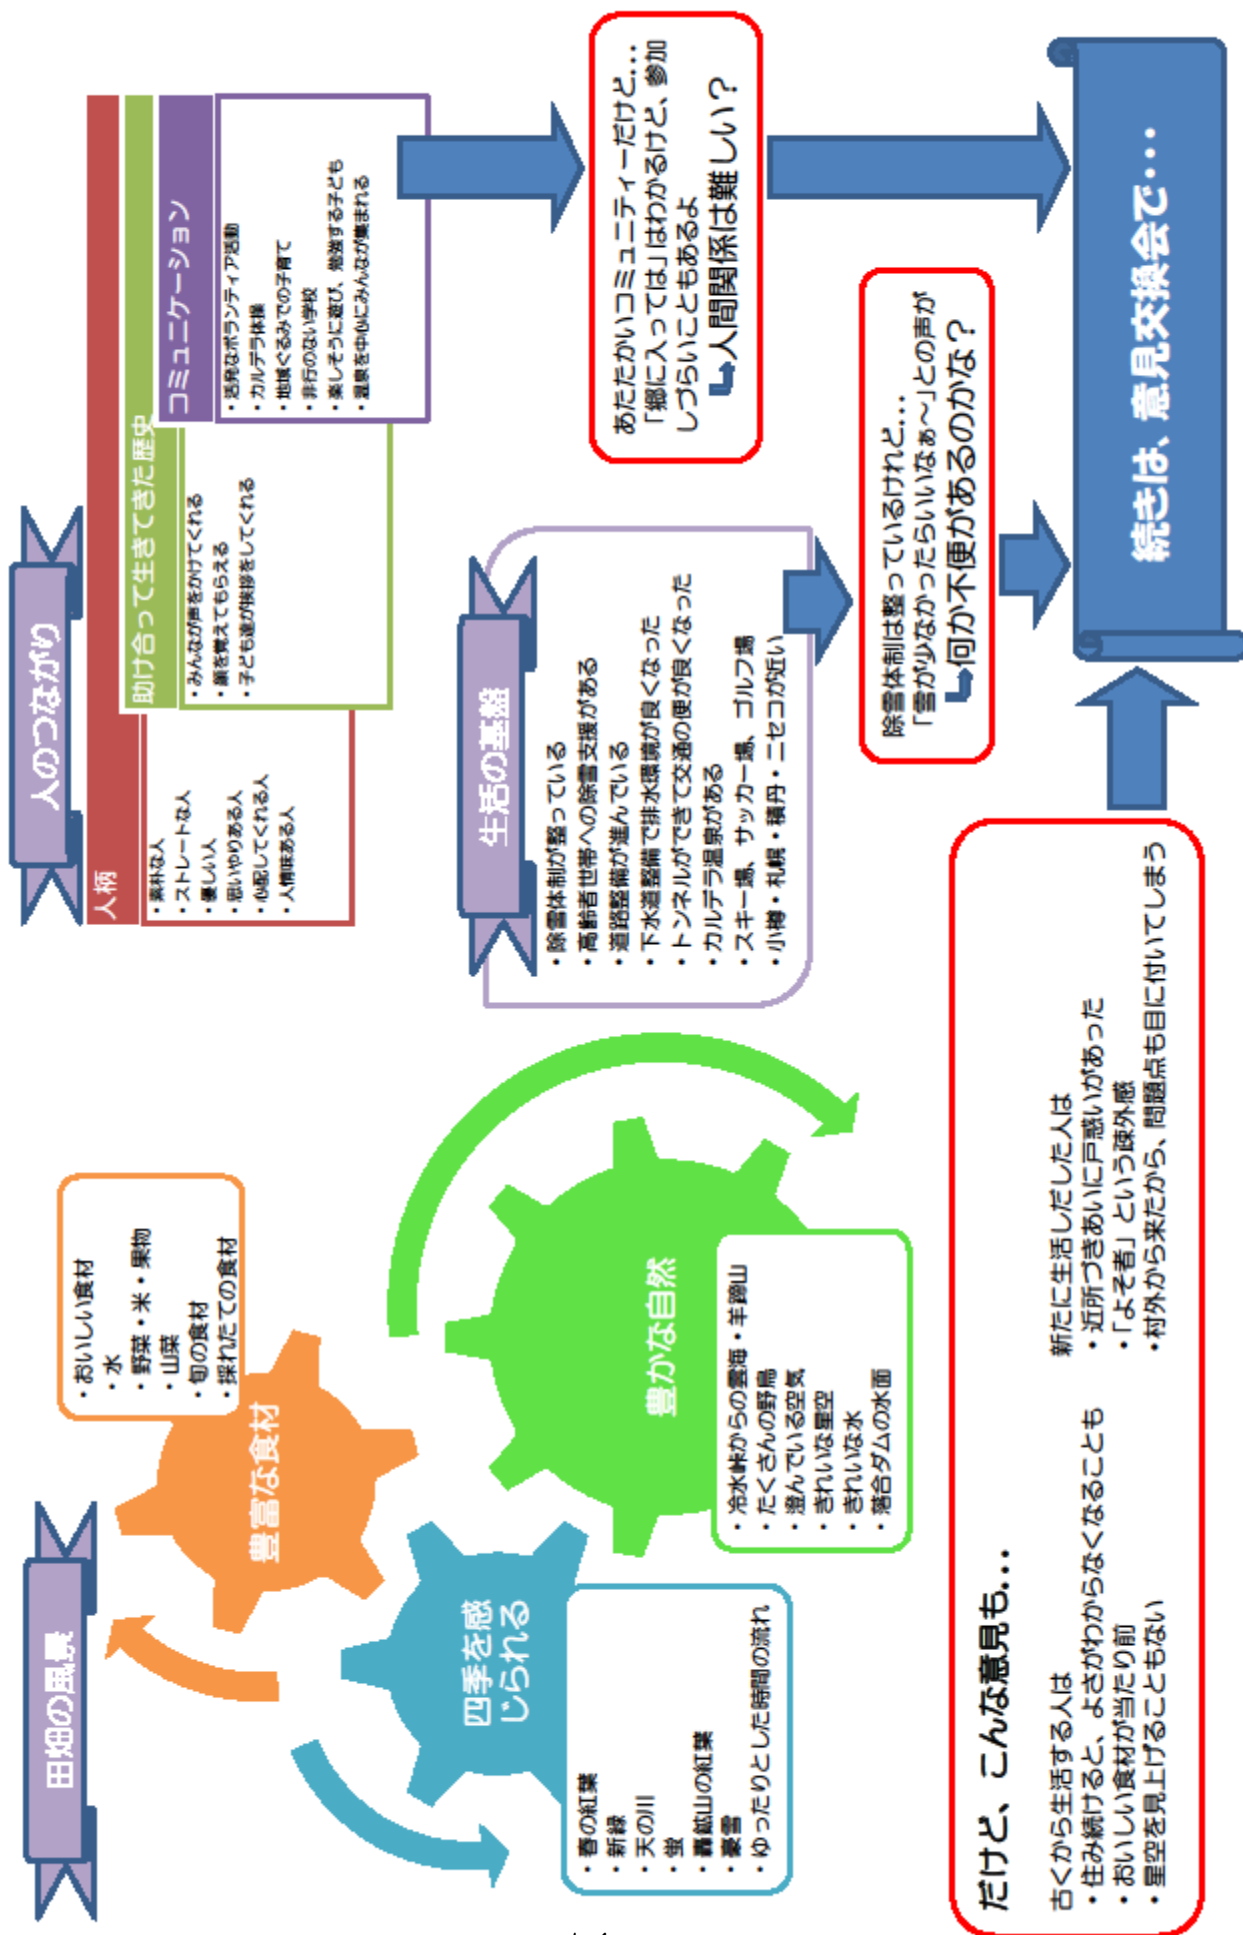 田畑の風景
豊富な食材
・おいしい食材
・水
・野菜・米・果物
・山菜
・旬の食材
・採れたての食材
四季を感
じられる
・春の紅葉
・新緑
・天の川
・蛍
・轟鉱山の紅葉
・豪雪
・ゆったりとした時間の流れ
豊かな自然
・冷水峠からの雲海・羊蹄山
・たくさんの野鳥
・澄んでいる空気
・きれいな星空
・きれいな水
・落合ダムの水面
人のつながり
人柄
・素朴な人
・ストレートな人
・優しい人
・思いやりある人
・心配してくれる人
・人情味ある人
助け合って生きてきた歴史
・みんなが声をかけてくれる
・顔を覚えてもらえる
・子ども達が挨拶をしてくれる
コミュニケーション
・活発なボランティア活動
・カルデラ体操
・地域ぐるみでの子育て
・非行のない学校
・楽しそうに遊び、勉強する子ども
・温泉を中心にみんなが集まれる
生活の基盤
・除雪体制が整っている
・高齢者世帯への除雪支援がある
・道路整備が進んでいる
・下水道整備で排水環境が良くなった
・トンネルができて交通の便が良くなった
・カルデラ温泉がある
・スキー場、サッカー場、ゴルフ場
・小樽・札幌・積丹・ニセコが近い
あたたかいコミュニティーだけど…
「郷に入っては」はわかるけど、参加
しづらいこともあるよ
人間関係は難しい？
除雪体制は整っているけれど…
「雪が少なかったらいいなぁ～」との声が
何か不便があるのかな？
だけど、こんな意見も…
古くから生活する人は
・住み続けると、よさがわからなくなることも
・おいしい食材が当たり前
・星空を見上げることもない
新たに生活しだした人は
・近所づきあいに戸惑いがあった
・「よそ者」という疎外感
・村外から来たから、問題点も目に付いてしまう
続きは、意見交換会で・・・